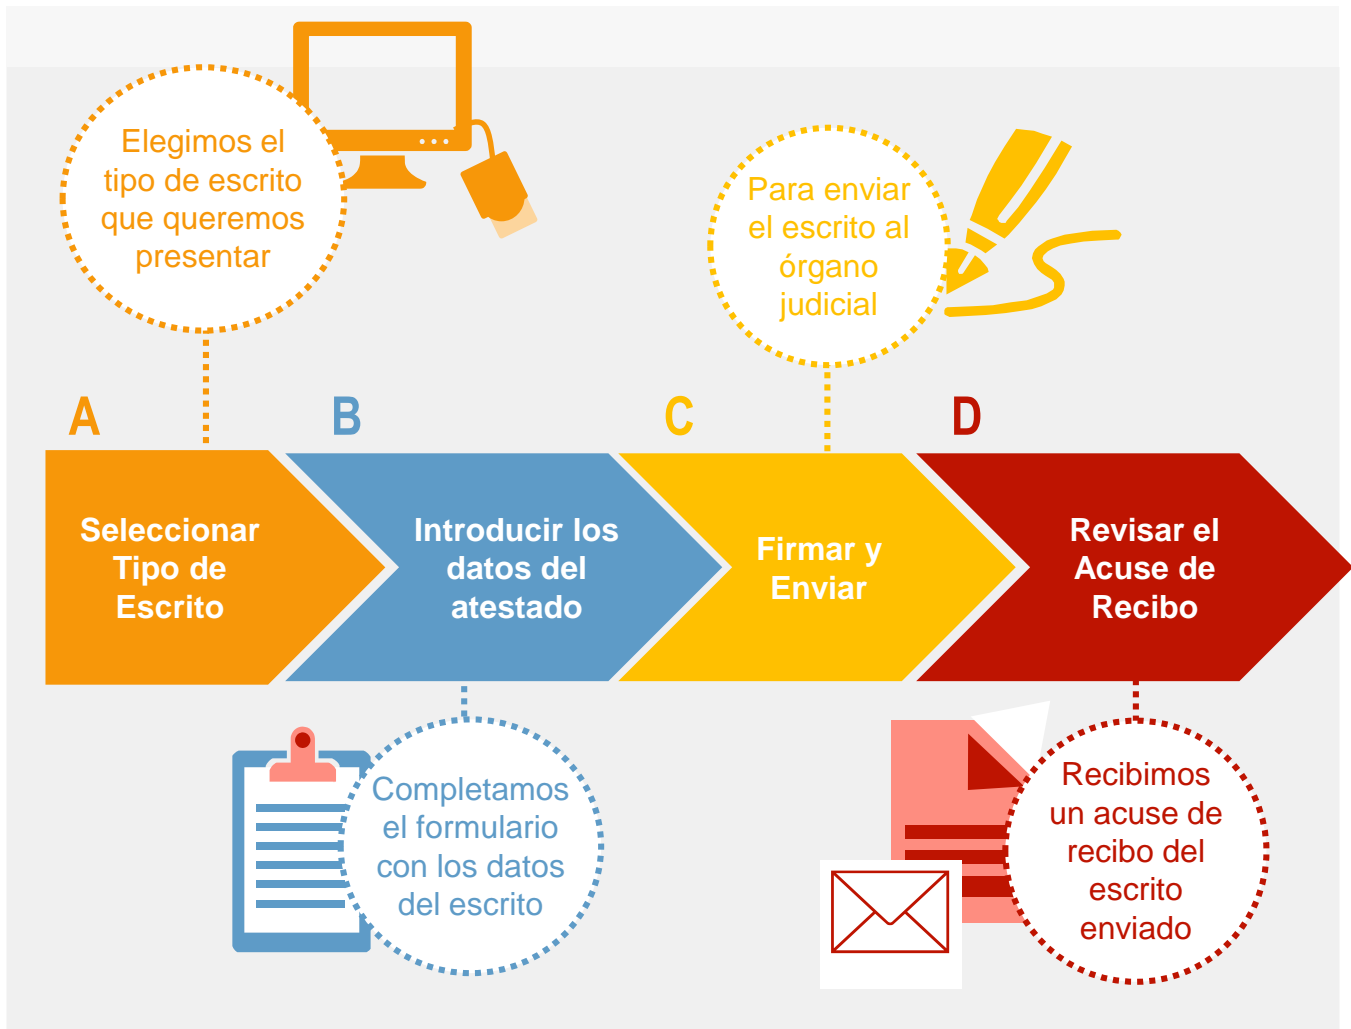 Elegimos el
tipo de escrito
que queremos
presentar
Para enviar
el escrito al
órgano
judicial
A
B
C
D
Seleccionar
Tipo de
Escrito
Introducir los
datos del
atestado
Firmar y
Enviar
Revisar el
Acuse de
Recibo
Completamos
el formulario
con los datos
del escrito
Recibimos
un acuse de
recibo del
escrito
enviado